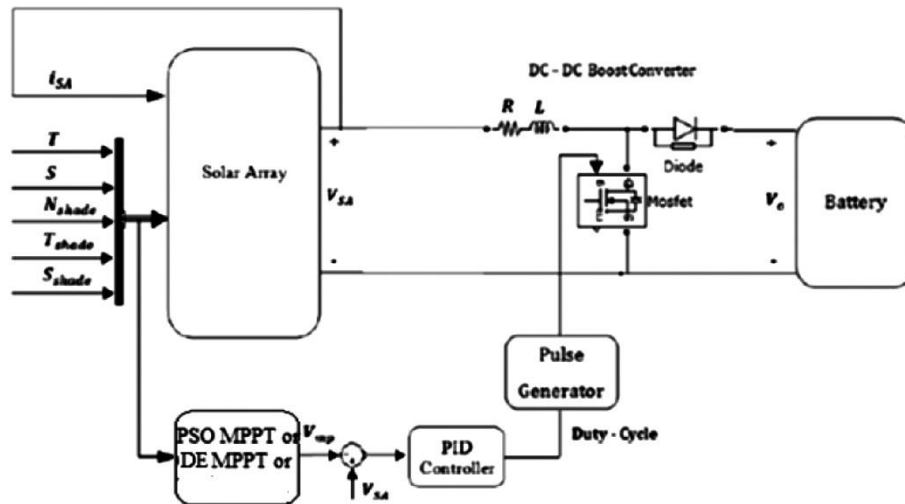 i_SA
T
S
N_shade
T_shade
S_shade
Solar Array
+
V_SA
-
DC - DC Boost Converter
R L
Diode
Mosfet
+
V_o
-
Battery
Pulse
Generator
Duty - Cycle
PSO MPPT or
DE MPPT or
V_mp
V_SA
PID
Controller